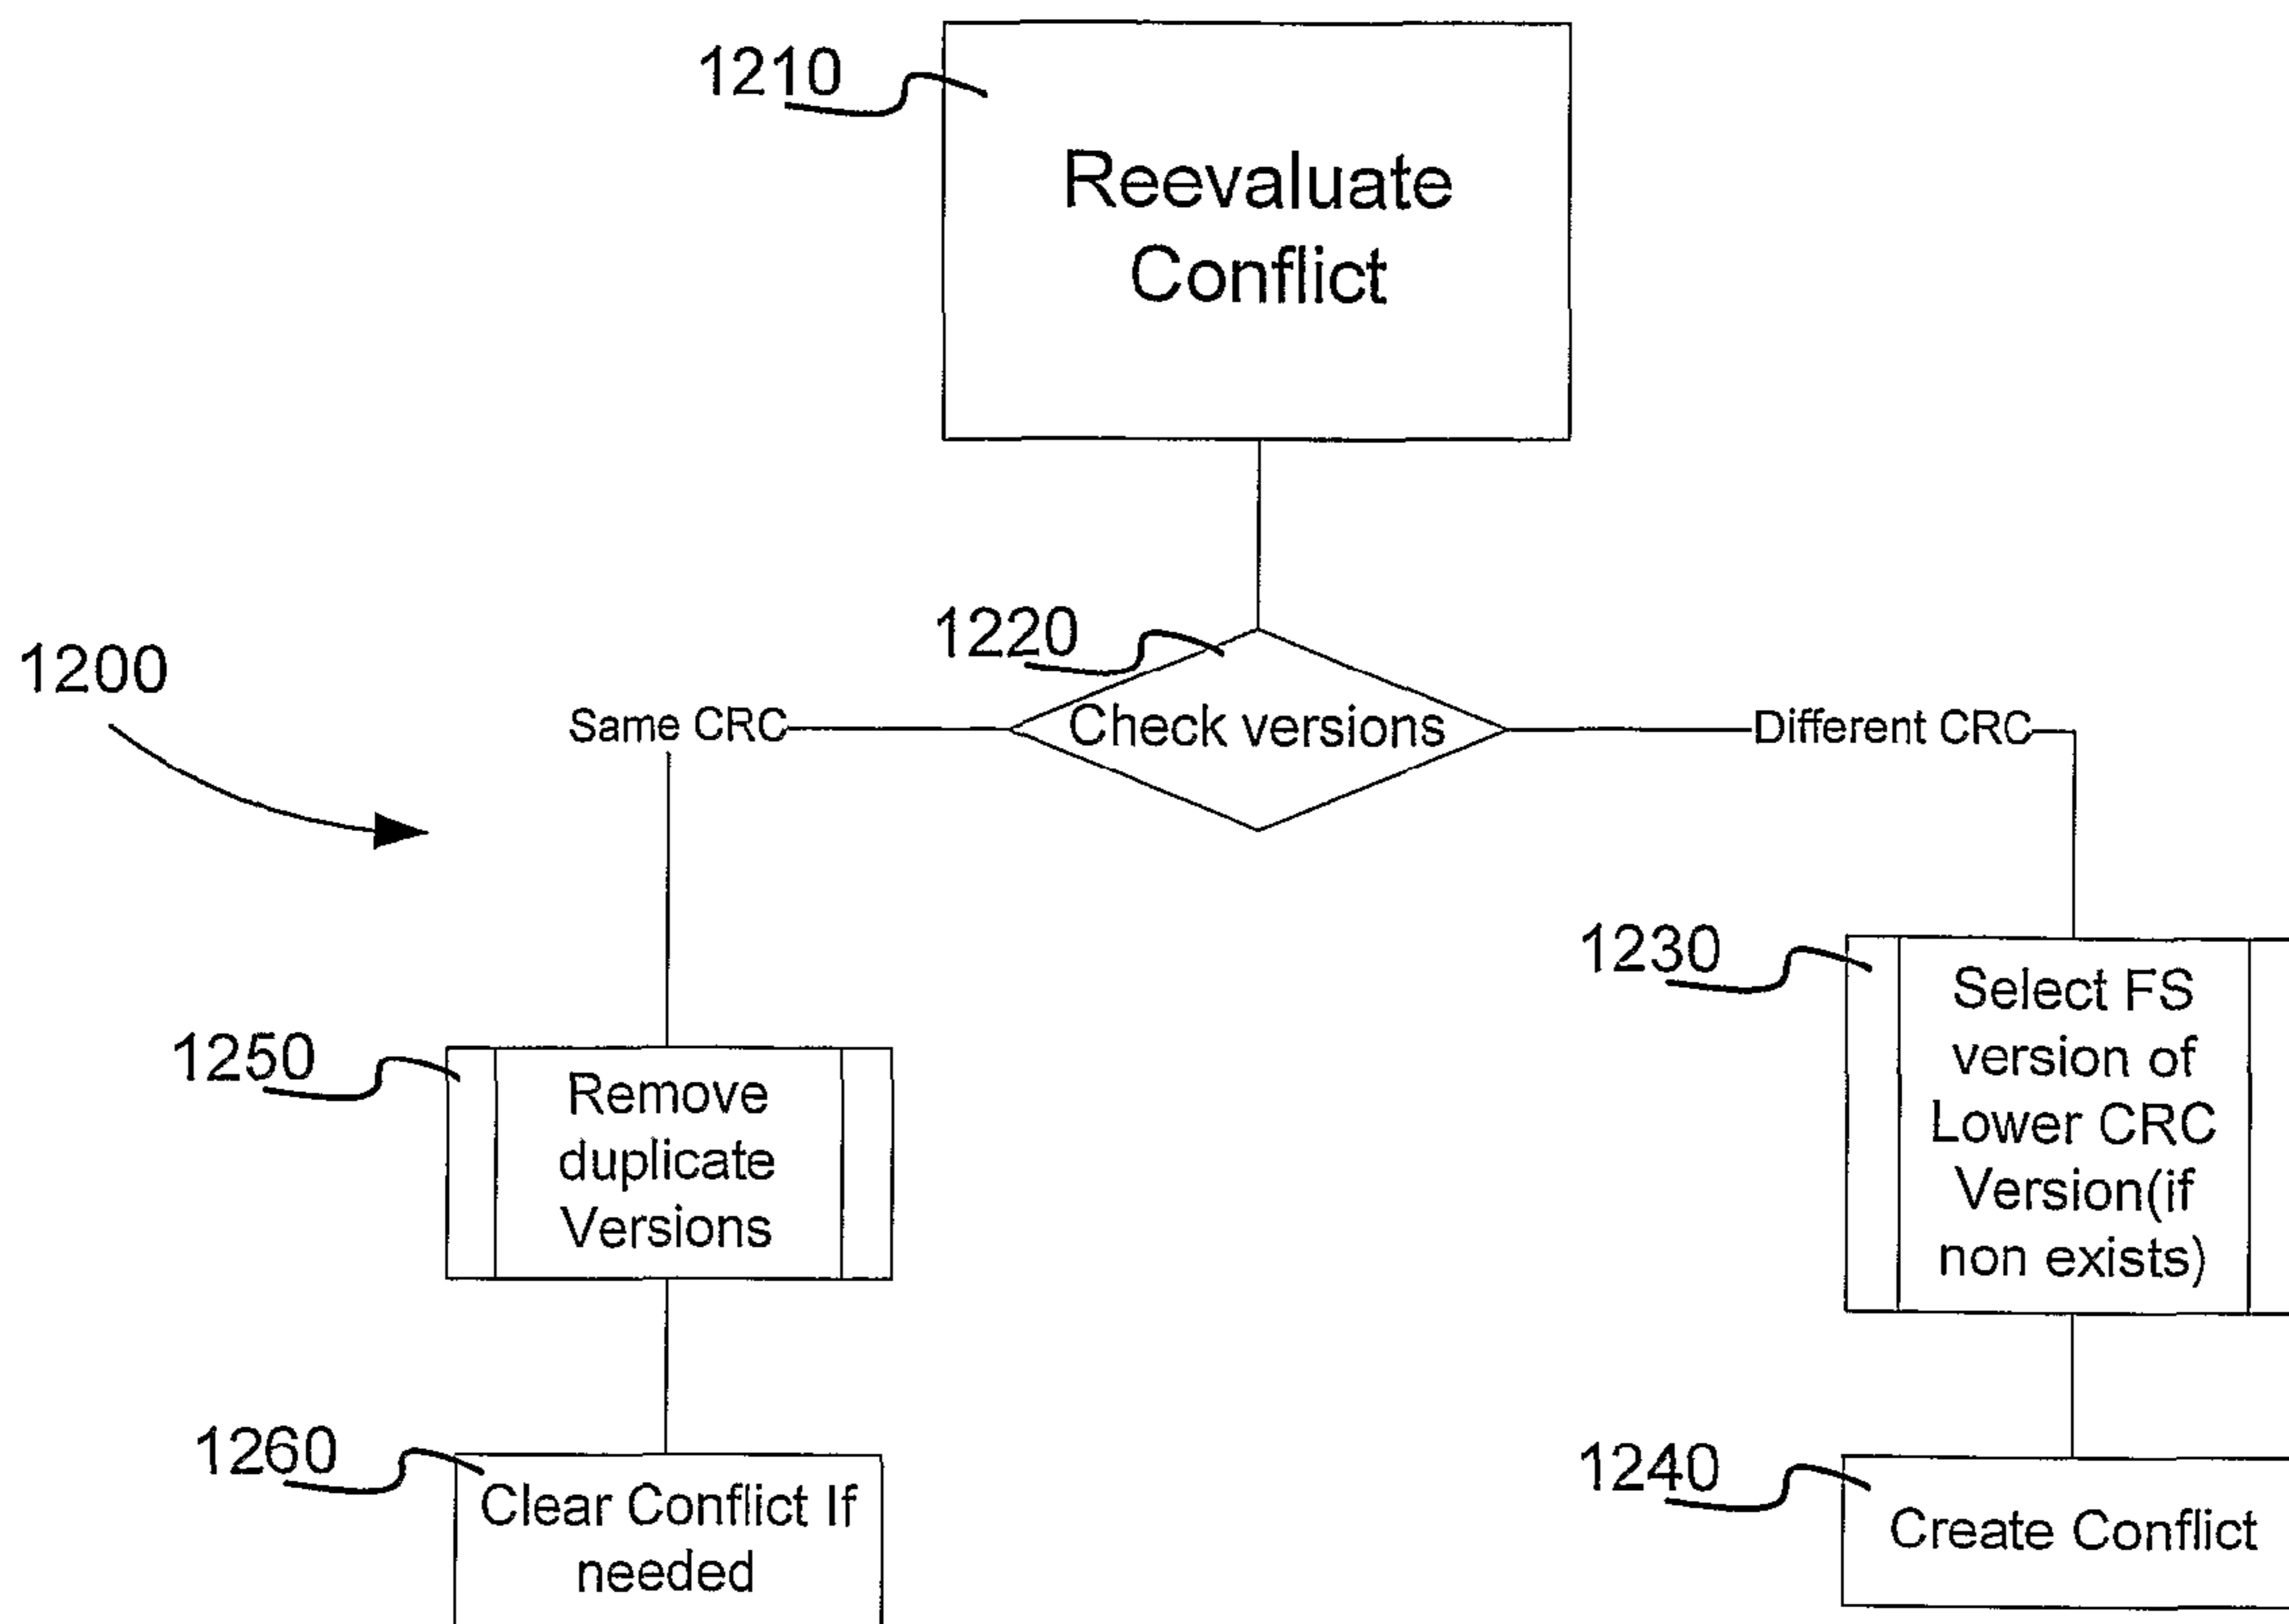 1210
Reevaluate
Conflict
1220
1200
Same CRC
Check versions
Different CRC
1230
Select FS
version of
Lower CRC
Version(if
non exists)
1250
Remove
duplicate
Versions
1260
Clear Conflict If
needed
1240
Create Conflict